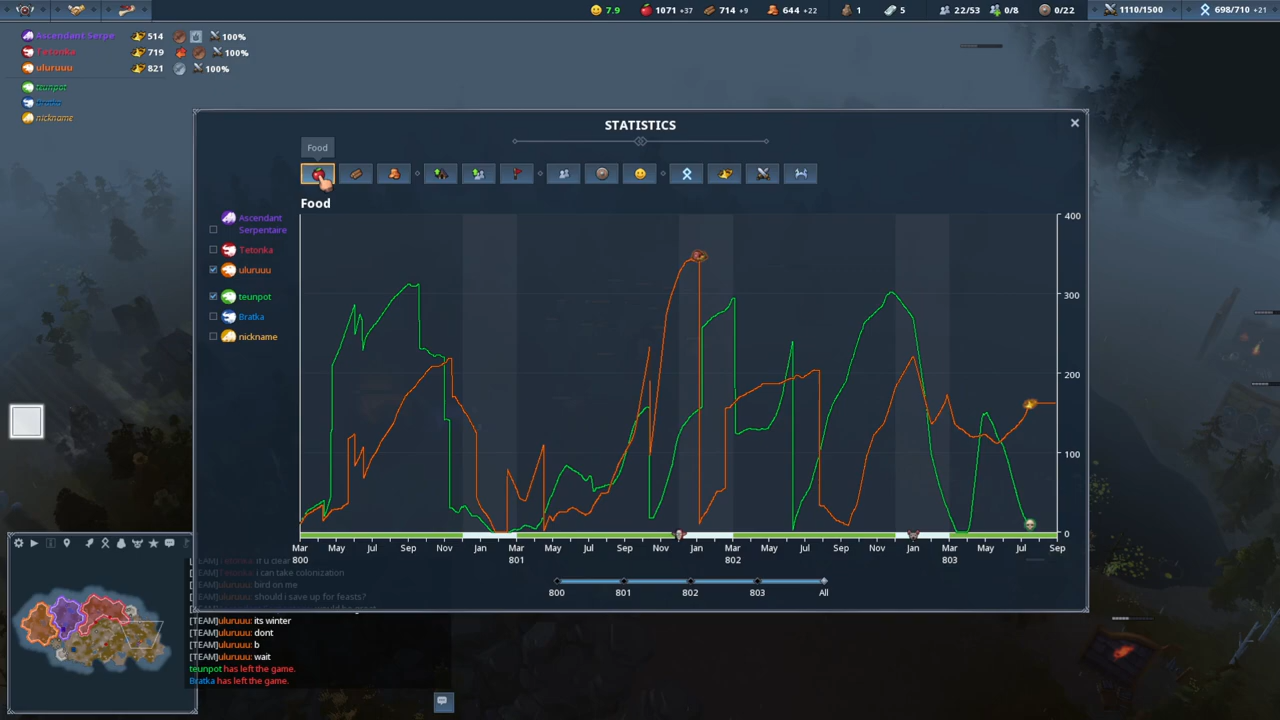 7.9 1071 +37 714 +9 644 +22 1 5 22/53 0/8 0/22 1110/1500 698/710 +21
Ascendant Serpe 514 100%
Tetonka 719 100%
uluruuu 821 100%
teunpot
Bratka
nickname
STATISTICS
Food
Food
Ascendant
Serpentaire
Tetonka
uluruuu
teunpot
Bratka
nickname
400
300
200
100
0
Mar May Jul Sep Nov Jan Mar May Jul Sep Nov Jan Mar May Jul Sep Nov Jan Mar May Jul Sep
800 801 802 803
800 801 802 803 All
i can take colonization
[TEAM]uluruuu: bird on me
[TEAM]uluruuu: should i save up for feasts?
[TEAM]uluruuu: its winter
[TEAM]uluruuu: dont
[TEAM]uluruuu: b
[TEAM]uluruuu: wait
teunpot has left the game.
Bratka has left the game.